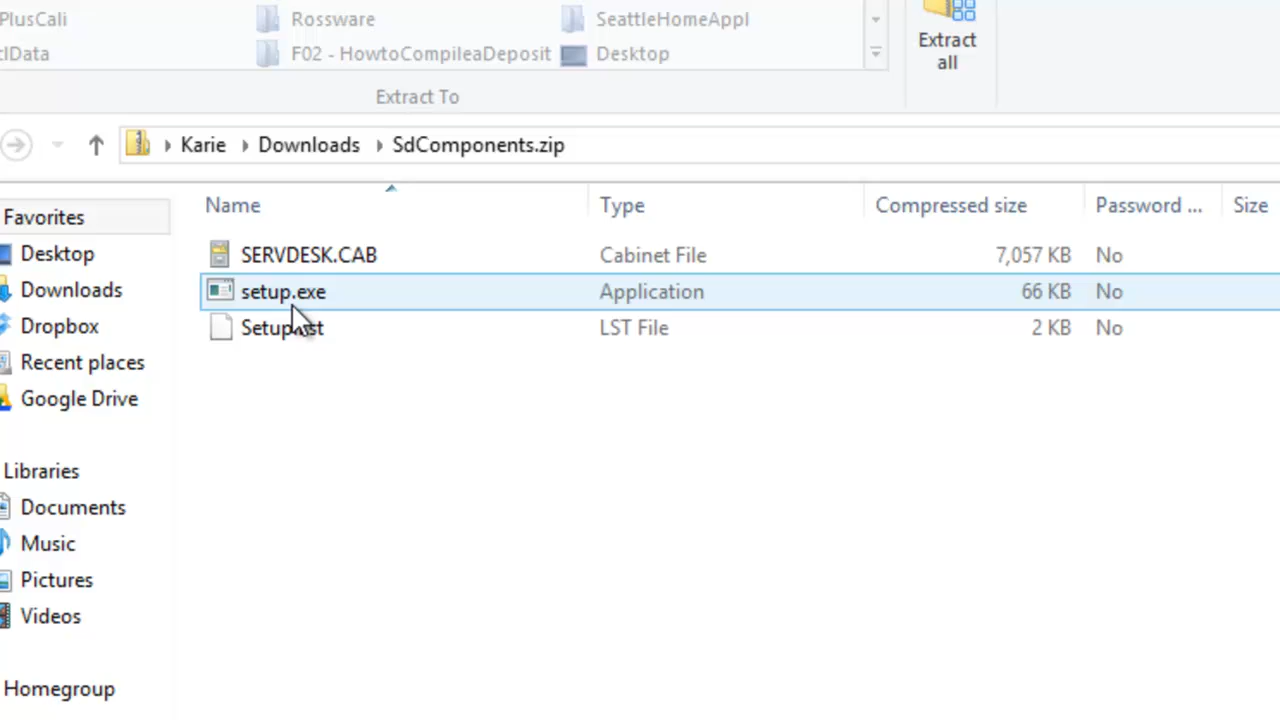 PlusCali Rossware SeattleHomeAppl
clData F02 - HowtoCompileaDeposit Desktop
Extract all
Extract To
Karie Downloads SdComponents.zip
Name Type Compressed size Password ... Size
SERVDESK.CAB Cabinet File 7,057 KB No
setup.exe Application 66 KB No
LST File 2 KB No
Favorites
Desktop
Downloads
Dropbox
Recent places
Google Drive
Libraries
Documents
Music
Pictures
Videos
Homegroup